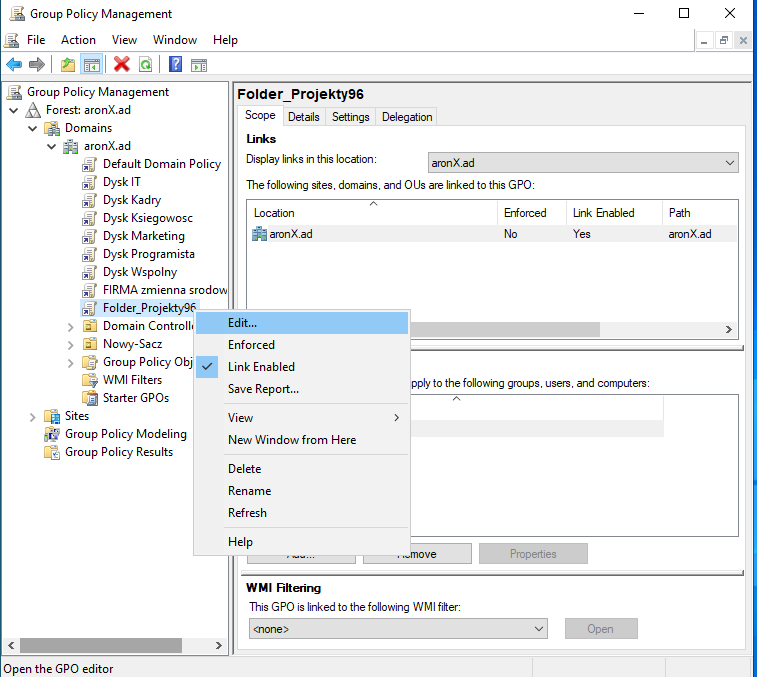 Group Policy Management
File Action View Window Help
Group Policy Management
Forest: aronX.ad
Domains
aronX.ad
Default Domain Policy
Dysk IT
Dysk Kadry
Dysk Ksiegowosc
Dysk Marketing
Dysk Programista
Dysk Wspolny
FIRMA zmienna srodow
Folder_Projekty96
Domain Controlle
Nowy-Sacz
Group Policy Obj
WMI Filters
Starter GPOs
Sites
Group Policy Modeling
Group Policy Results
Edit...
Enforced
Link Enabled
Save Report...
View
New Window from Here
Delete
Rename
Refresh
Help
Folder_Projekty96
Scope Details Settings Delegation
Links
Display links in this location: aronX.ad
The following sites, domains, and OUs are linked to this GPO:
Location Enforced Link Enabled Path
aronX.ad No Yes aronX.ad
pply to the following groups, users, and computers:
Add... Remove Properties
WMI Filtering
This GPO is linked to the following WMI filter:
<none> Open
Open the GPO editor